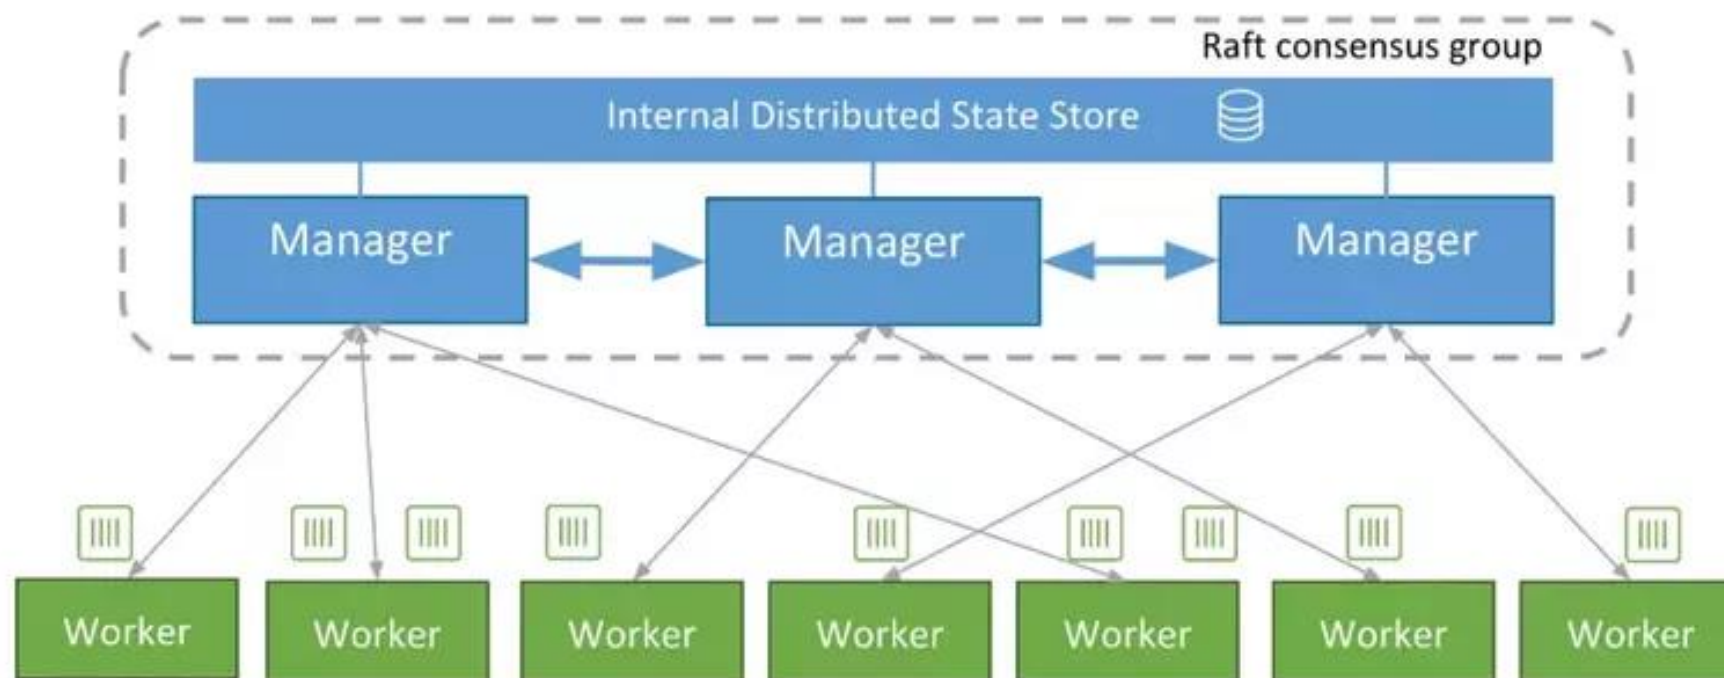 Raft consensus group
Internal Distributed State Store
Manager
Manager
Manager
Worker
Worker
Worker
Worker
Worker
Worker
Worker